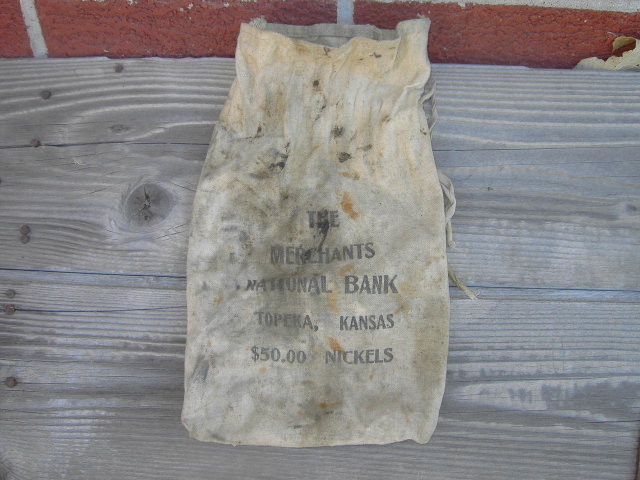 THE
MERCHANTS
NATIONAL BANK
TOPEKA, KANSAS
$50.00 NICKELS